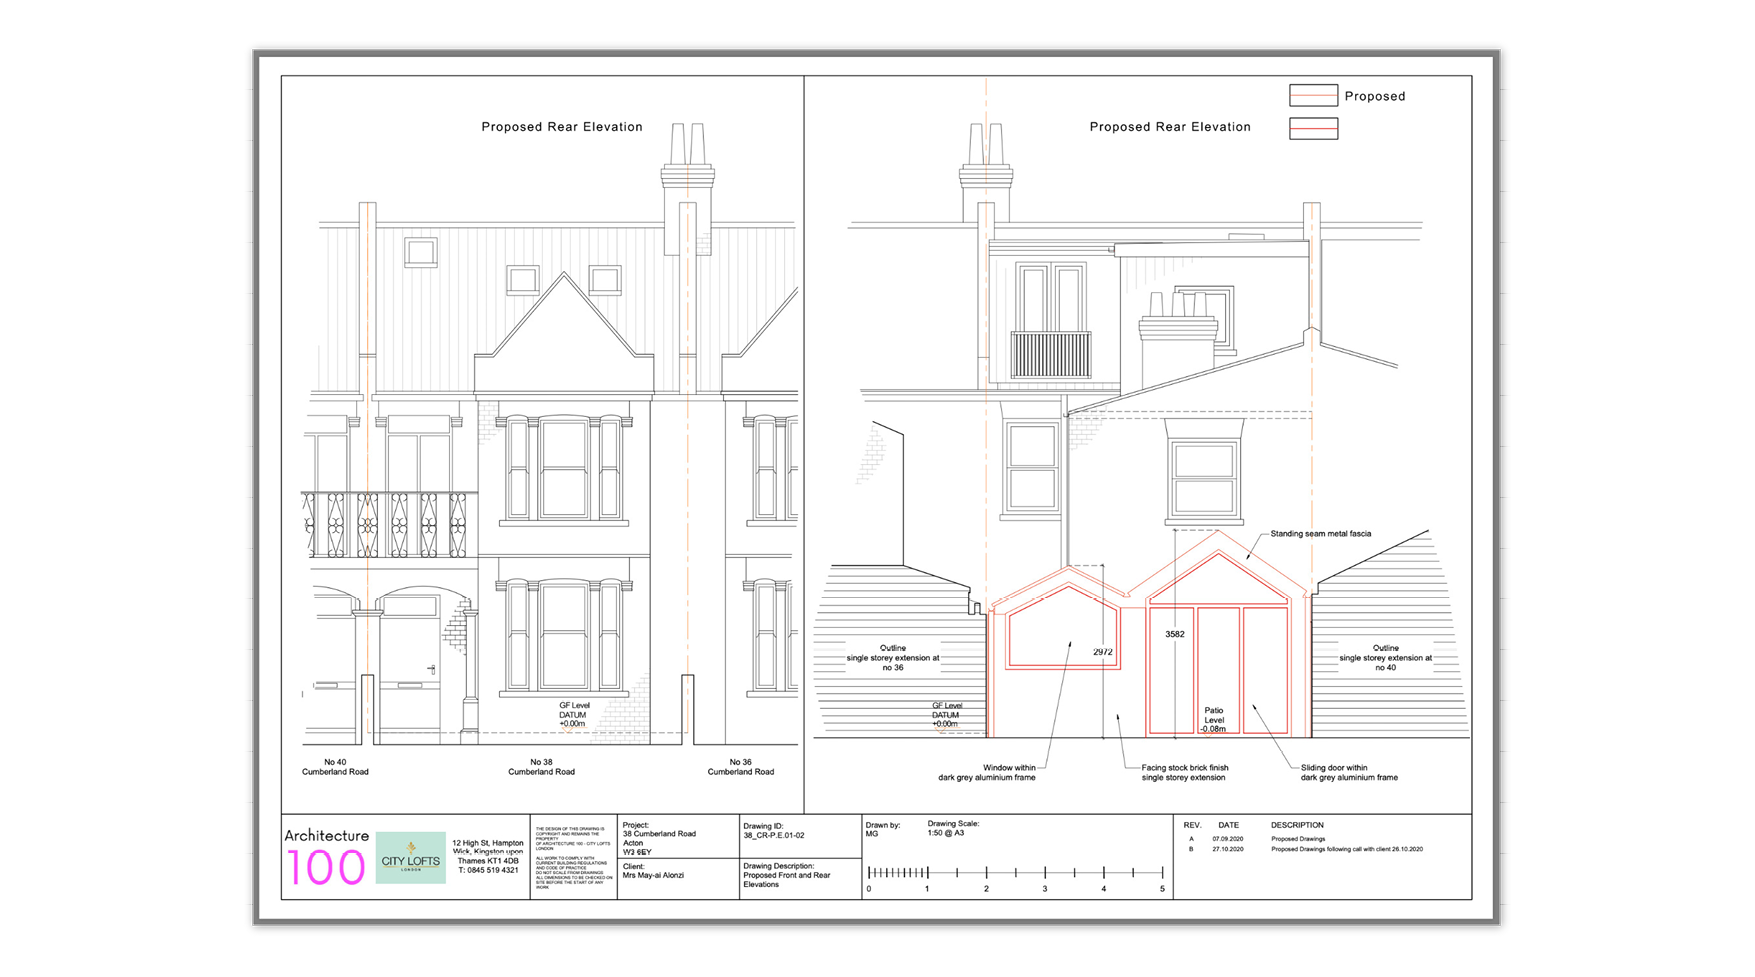 Proposed Rear Elevation
Proposed Rear Elevation
Proposed
Standing seam metal fascia
3582
2972
Outline
single storey extension at
no 36
Outline
single storey extension at
no 40
GF Level
DATUM
+0.00m
GF Level
DATUM
+0.00m
Patio
Level
-0.08m
No 40
Cumberland Road
No 38
Cumberland Road
No 36
Cumberland Road
Window within
dark grey aluminium frame
Facing stock brick finish
single storey extension
Sliding door within
dark grey aluminium frame
Architecture
100
CITY LOFTS
LONDON
12 High St, Hampton
Wick, Kingston upon
Thames KT1 4DB
T: 0845 519 4321
THE DESIGN OF THIS DRAWING IS
COPYRIGHT AND REMAINS THE
PROPERTY
OF ARCHITECTURE 100 - CITY LOFTS
LONDON
ALL WORK TO COMPLY WITH
CURRENT BUILDING REGULATIONS
AND CODE OF PRACTICE
DO NOT SCALE FROM DRAWINGS
ALL DIMENSIONS TO BE CHECKED ON
SITE BEFORE THE START OF ANY
WORK
Project:
38 Cumberland Road
Acton
W3 6EY
Client:
Mrs May-ai Alonzi
Drawing ID:
38_CR-P.E.01-02
Drawing Description:
Proposed Front and Rear
Elevations
Drawn by:
MG
Drawing Scale:
1:50 @ A3
0 1 2 3 4 5
REV. DATE DESCRIPTION
A 07.09.2020 Proposed Drawings
B 27.10.2020 Proposed Drawings following call with client 26.10.2020